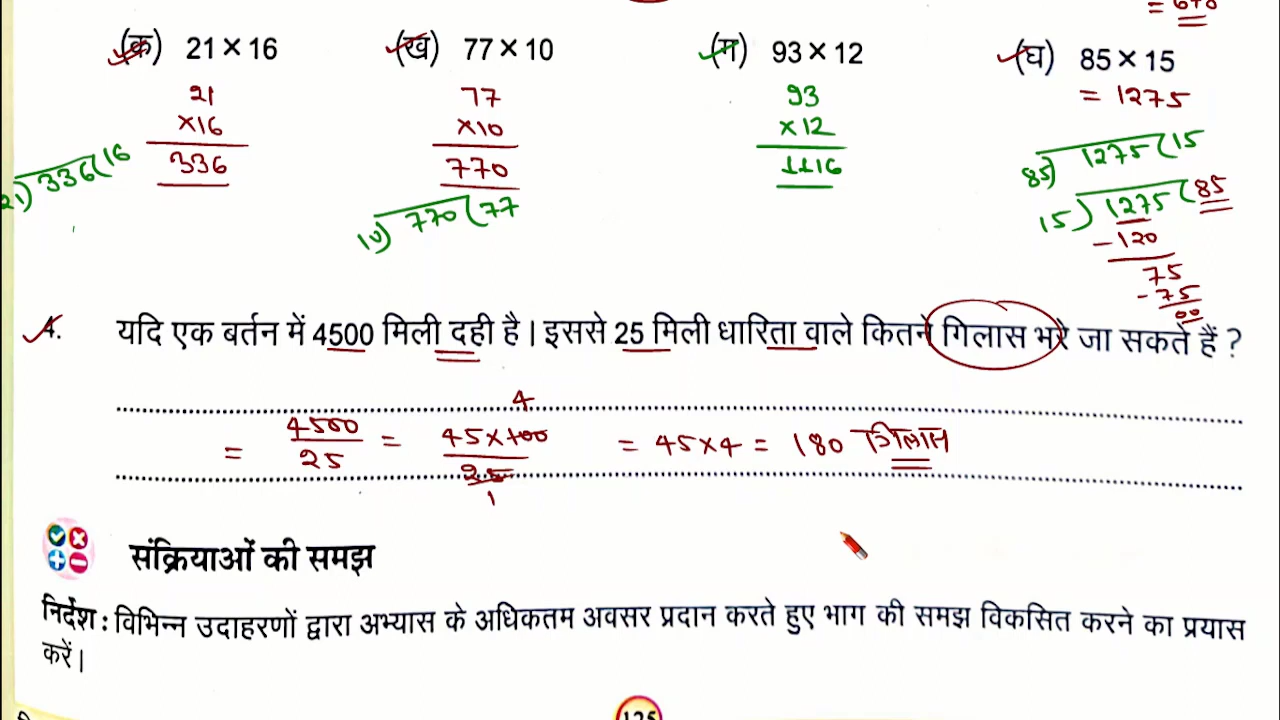 = 670
(क) 21 × 16 (ख) 77 × 10 (ग) 93 × 12 (घ) 85 × 15
21 77 93 = 1275
×16 ×10 ×12
336 770 1116
21) 336 (16 10) 770 (77 85) 1275 (15
15) 1275 (85
-120
75
-75
00
4. यदि एक बर्तन में 4500 मिली दही है। इससे 25 मिली धारिता वाले कितने गिलास भरे जा सकते हैं ?
4
= 4500/25 = 45×100/25 = 45×4 = 180 गिलास
1
संक्रियाओं की समझ
निर्देश : विभिन्न उदाहरणों द्वारा अभ्यास के अधिकतम अवसर प्रदान करते हुए भाग की समझ विकसित करने का प्रयास
करें।
125